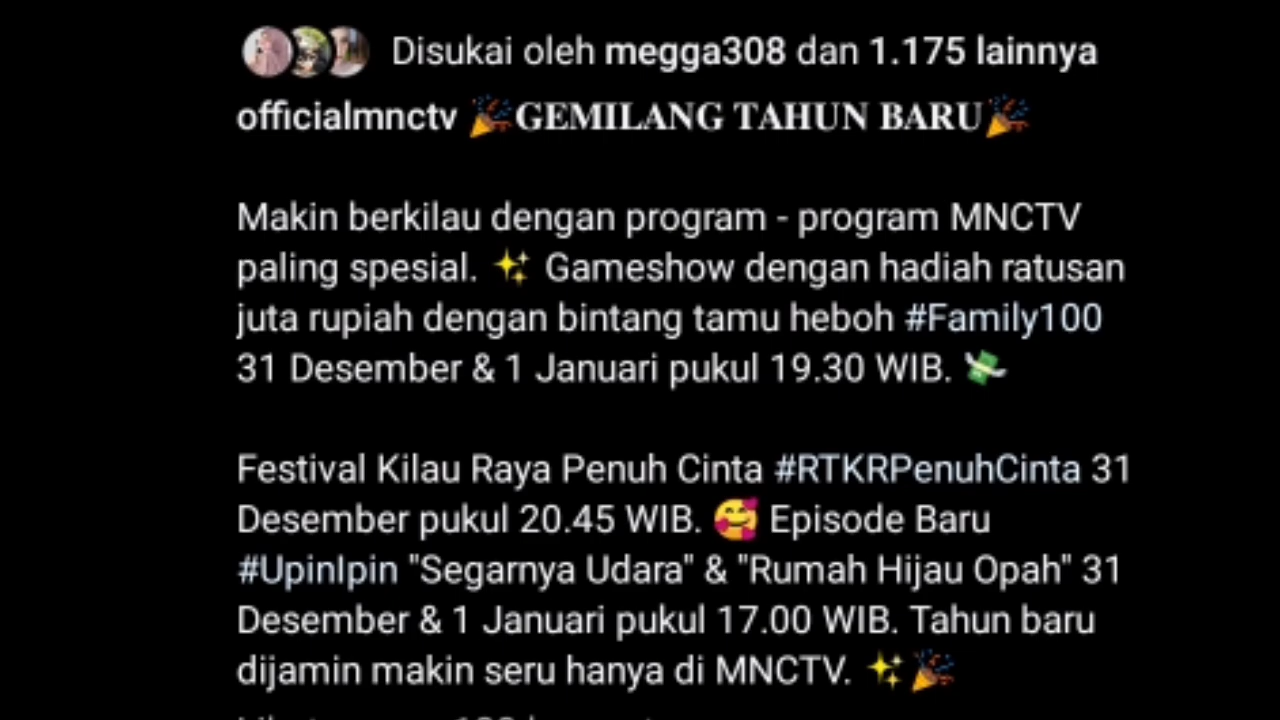 Disukai oleh megga308 dan 1.175 lainnya
officialmnctv 🎉𝐆𝐄𝐌𝐈𝐋𝐀𝐍𝐆 𝐓𝐀𝐇𝐔𝐍 𝐁𝐀𝐑𝐔🎉
Makin berkilau dengan program - program MNCTV
paling spesial. ✨ Gameshow dengan hadiah ratusan
juta rupiah dengan bintang tamu heboh #Family100
31 Desember & 1 Januari pukul 19.30 WIB. 💸
Festival Kilau Raya Penuh Cinta #RTKRPenuhCinta 31
Desember pukul 20.45 WIB. 🥰 Episode Baru
#UpinIpin "Segarnya Udara" & "Rumah Hijau Opah" 31
Desember & 1 Januari pukul 17.00 WIB. Tahun baru
dijamin makin seru hanya di MNCTV. ✨🎉